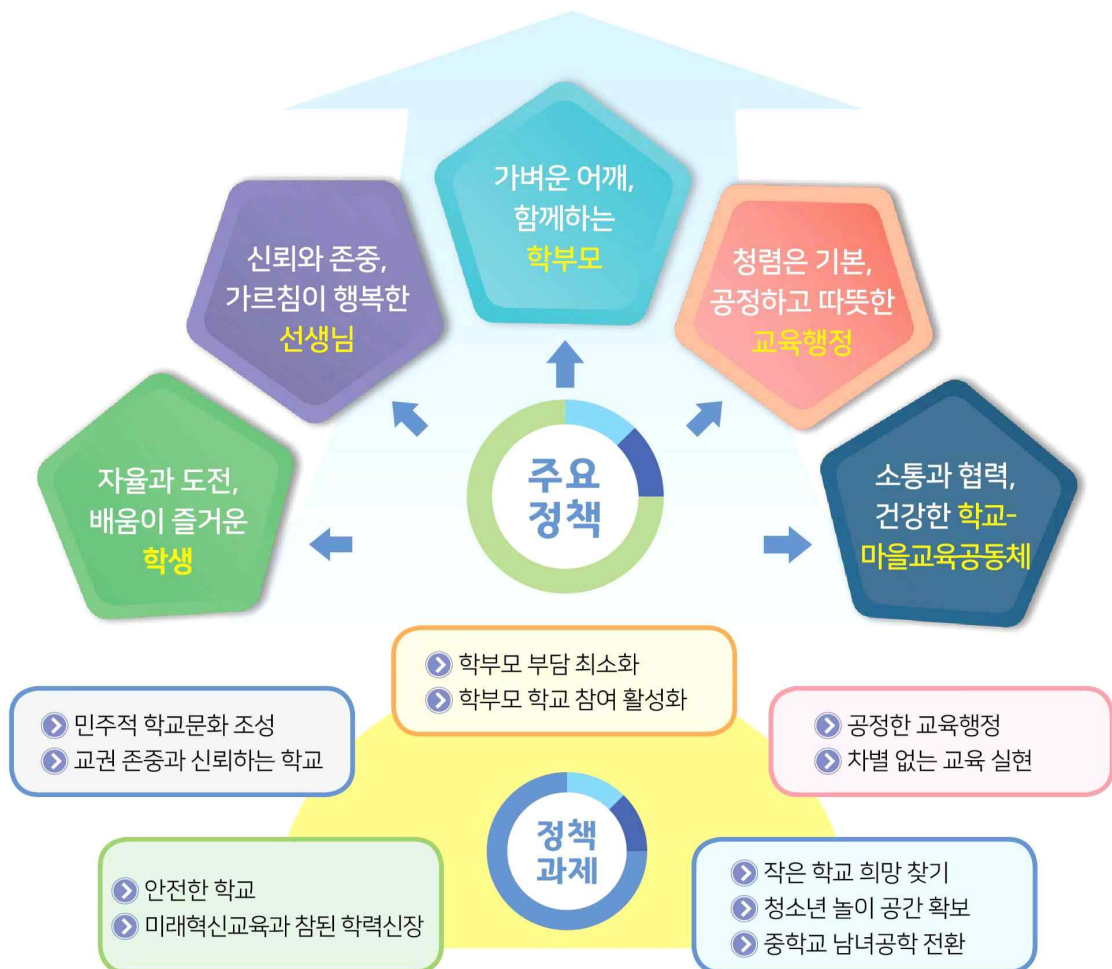 가벼운 어깨,
함께하는
학부모
신뢰와 존중,
가르침이 행복한
선생님
청렴은 기본,
공정하고 따뜻한
교육행정
자율과 도전,
배움이 즐거운
학생
주요
정책
소통과 협력,
건강한 학교-
마을교육공동체
학부모 부담 최소화
학부모 학교 참여 활성화
민주적 학교문화 조성
교권 존중과 신뢰하는 학교
공정한 교육행정
차별 없는 교육 실현
정책
과제
안전한 학교
미래혁신교육과 참된 학력신장
작은 학교 희망 찾기
청소년 놀이 공간 확보
중학교 남녀공학 전환